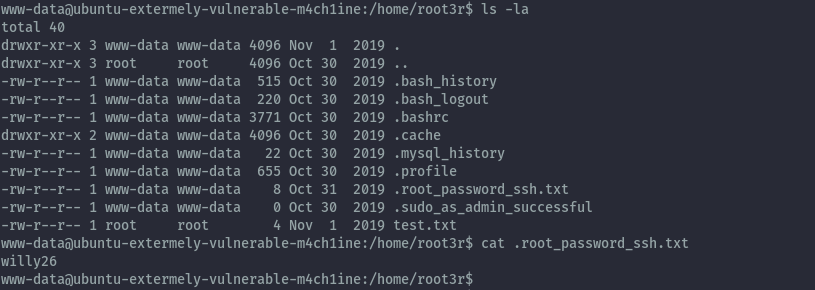 www-data@ubuntu-extermely-vulnerable-m4ch1ine:/home/root3r$ ls -la
total 40
drwxr-xr-x 3 www-data www-data 4096 Nov  1  2019 .
drwxr-xr-x 3 root     root     4096 Oct 30  2019 ..
-rw-r--r-- 1 www-data www-data  515 Oct 30  2019 .bash_history
-rw-r--r-- 1 www-data www-data  220 Oct 30  2019 .bash_logout
-rw-r--r-- 1 www-data www-data 3771 Oct 30  2019 .bashrc
drwxr-xr-x 2 www-data www-data 4096 Oct 30  2019 .cache
-rw-r--r-- 1 www-data www-data   22 Oct 30  2019 .mysql_history
-rw-r--r-- 1 www-data www-data  655 Oct 30  2019 .profile
-rw-r--r-- 1 www-data www-data    8 Oct 31  2019 .root_password_ssh.txt
-rw-r--r-- 1 www-data www-data    0 Oct 30  2019 .sudo_as_admin_successful
-rw-r--r-- 1 root     root        4 Nov  1  2019 test.txt
www-data@ubuntu-extermely-vulnerable-m4ch1ine:/home/root3r$ cat .root_password_ssh.txt
willy26
www-data@ubuntu-extermely-vulnerable-m4ch1ine:/home/root3r$